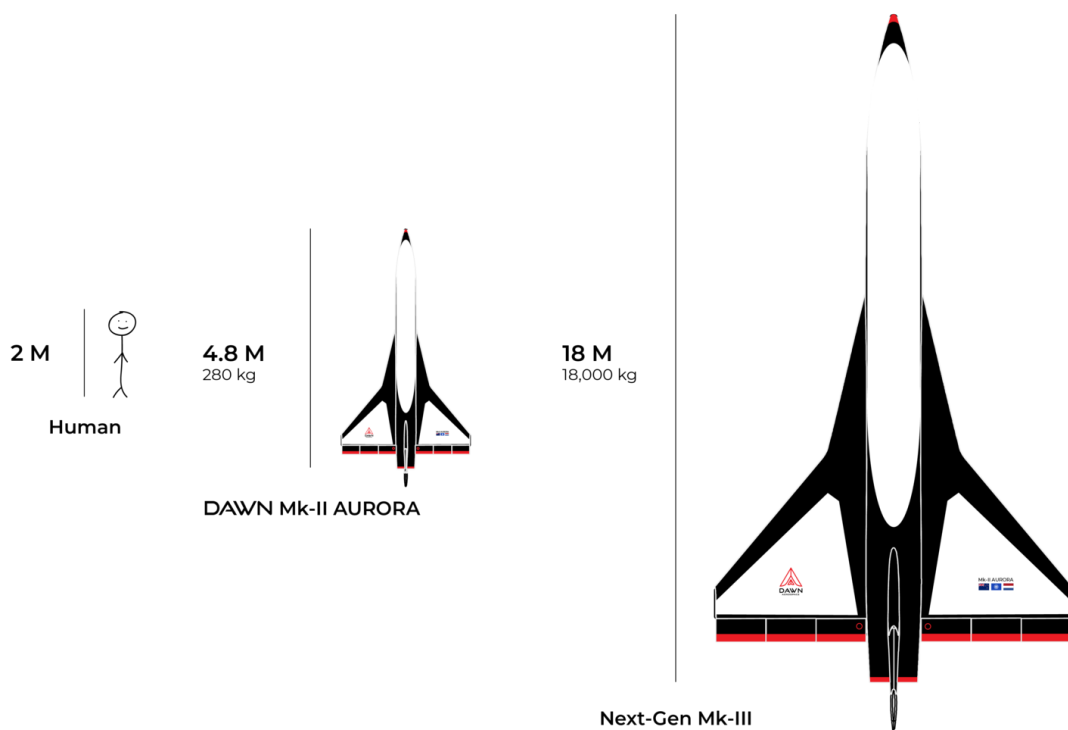 2 M
Human
4.8 M
280 kg
DAWN Mk-II AURORA
18 M
18,000 kg
DAWN
Mk-II AURORA
Next-Gen Mk-III